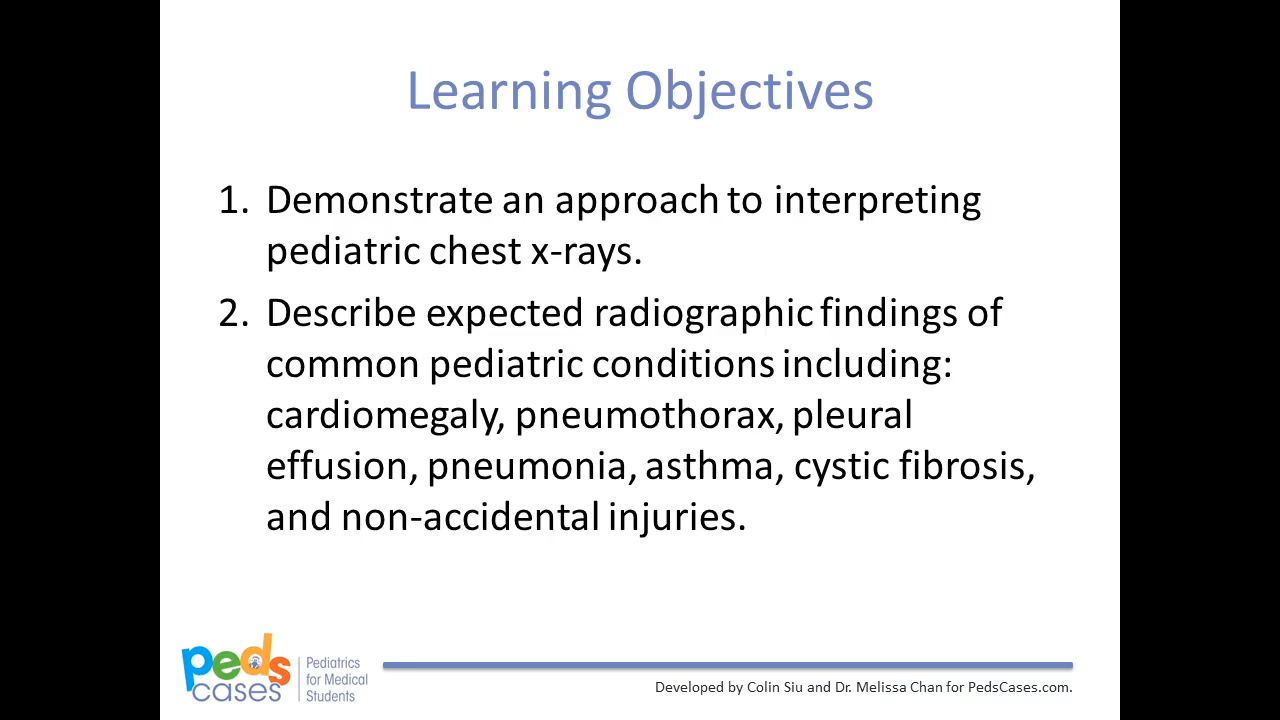 Learning Objectives
1. Demonstrate an approach to interpreting
pediatric chest x-rays.
2. Describe expected radiographic findings of
common pediatric conditions including:
cardiomegaly, pneumothorax, pleural
effusion, pneumonia, asthma, cystic fibrosis,
and non-accidental injuries.
peds
cases
Pediatrics
for Medical
Students
Developed by Colin Siu and Dr. Melissa Chan for PedsCases.com.